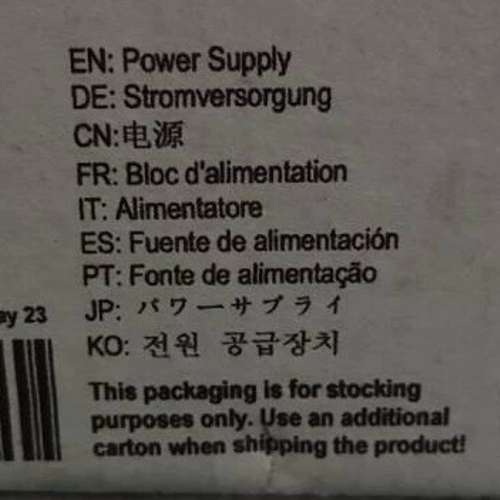 EN: Power Supply
DE: Stromversorgung
CN:电源
FR: Bloc d'alimentation
IT: Alimentatore
ES: Fuente de alimentación
PT: Fonte de alimentação
JP: パワーサプライ
23
KO: 전원 공급장치
This packaging is for stocking
purposes only. Use an additional
carton when shipping the product!